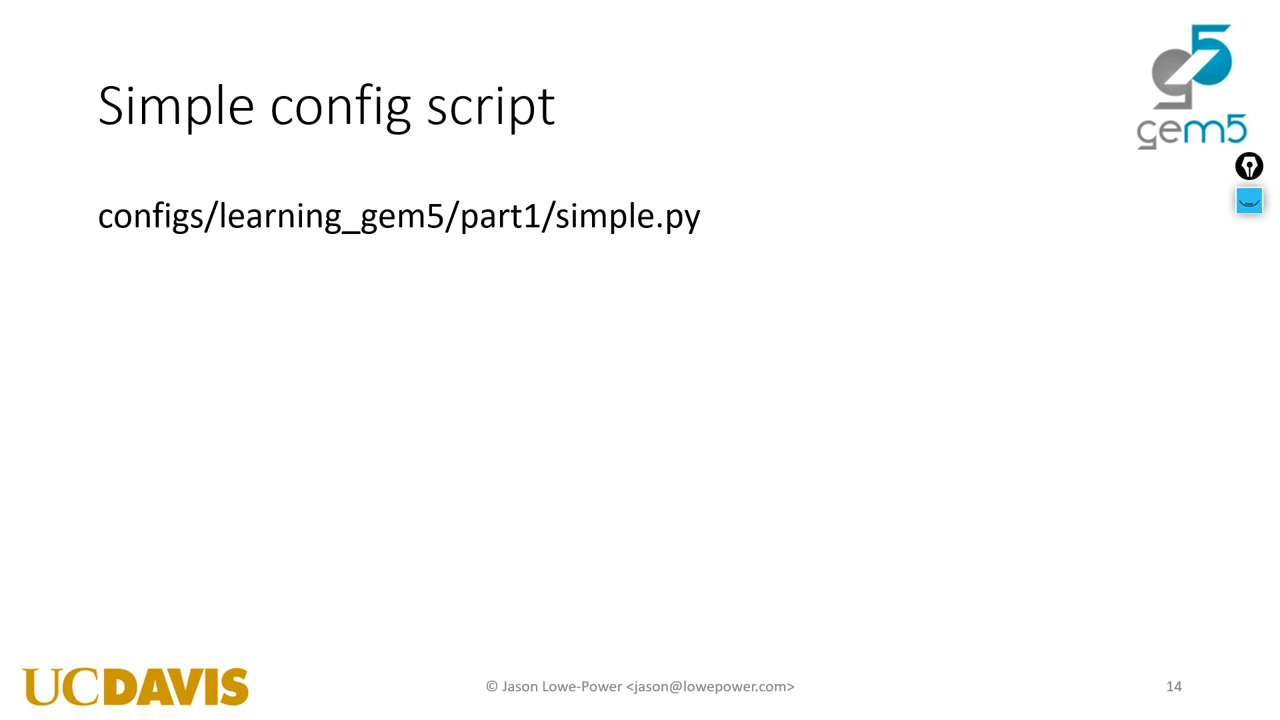 Simple config script
gem5
configs/learning_gem5/part1/simple.py
UCDAVIS
© Jason Lowe-Power <jason@lowepower.com>
14